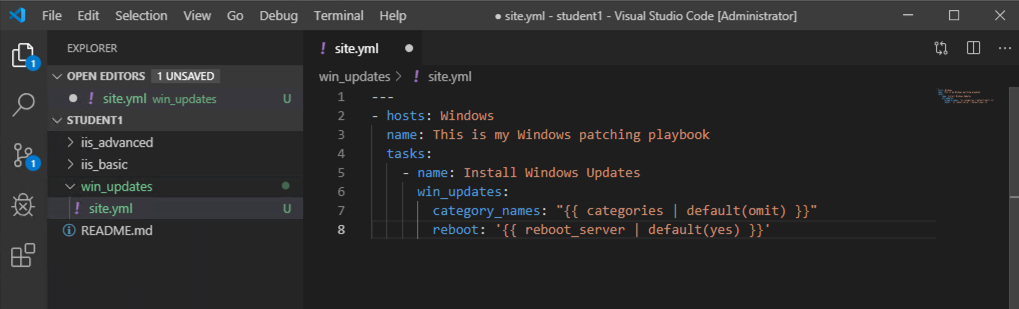 File Edit Selection View Go Debug Terminal Help ● site.yml - student1 - Visual Studio Code [Administrator]
EXPLORER
OPEN EDITORS 1 UNSAVED
● ! site.yml win_updates U
STUDENT1
> iis_advanced
> iis_basic
win_updates
! site.yml U
README.md
1
1
! site.yml ●
win_updates > ! site.yml
1 ---
2 - hosts: Windows
3   name: This is my Windows patching playbook
4   tasks:
5     - name: Install Windows Updates
6       win_updates:
7         category_names: "{{ categories | default(omit) }}"
8         reboot: '{{ reboot_server | default(yes) }}'